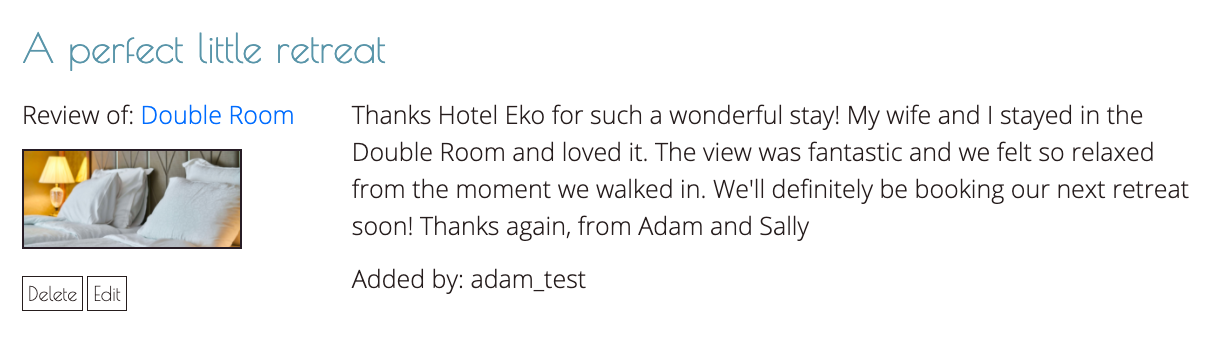 A perfect little retreat
Review of: Double Room
Delete Edit
Thanks Hotel Eko for such a wonderful stay! My wife and I stayed in the
Double Room and loved it. The view was fantastic and we felt so relaxed
from the moment we walked in. We'll definitely be booking our next retreat
soon! Thanks again, from Adam and Sally
Added by: adam_test